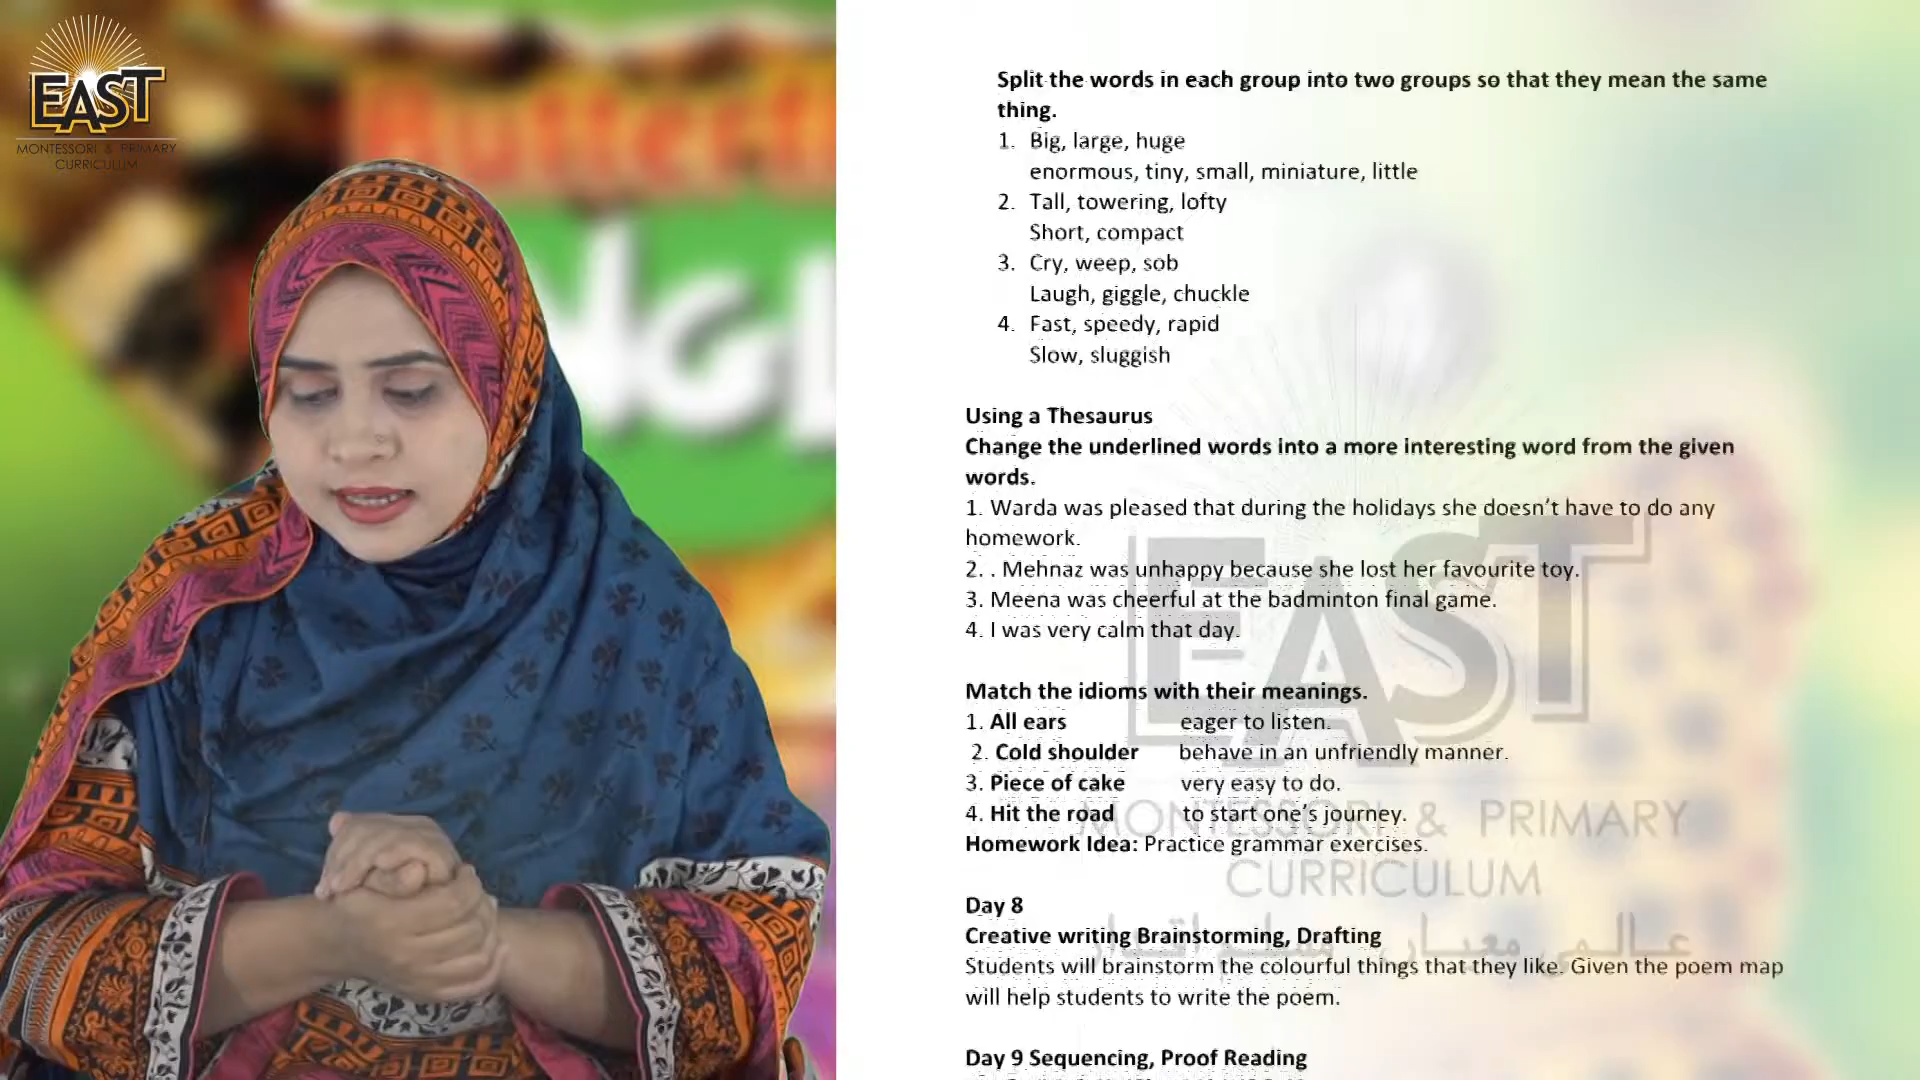 EAST
MONTESSORI & PRIMARY
CURRICULUM
Split the words in each group into two groups so that they mean the same
thing.
1. Big, large, huge
enormous, tiny, small, miniature, little
2. Tall, towering, lofty
Short, compact
3. Cry, weep, sob
Laugh, giggle, chuckle
4. Fast, speedy, rapid
Slow, sluggish
Using a Thesaurus
Change the underlined words into a more interesting word from the given
words.
1. Warda was pleased that during the holidays she doesn’t have to do any
homework.
2. . Mehnaz was unhappy because she lost her favourite toy.
3. Meena was cheerful at the badminton final game.
4. I was very calm that day.
Match the idioms with their meanings.
1. All ears eager to listen.
2. Cold shoulder behave in an unfriendly manner.
3. Piece of cake very easy to do.
4. Hit the road to start one’s journey.
Homework Idea: Practice grammar exercises.
Day 8
Creative writing Brainstorming, Drafting
Students will brainstorm the colourful things that they like. Given the poem map
will help students to write the poem.
Day 9 Sequencing, Proof Reading
EAST
MONTESSORI & PRIMARY
CURRICULUM